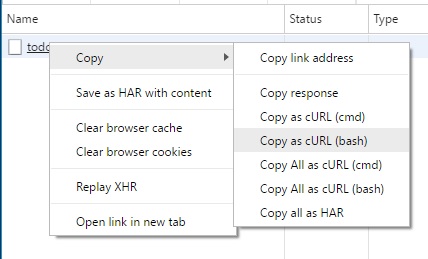 Name Status Type
Copy
Save as HAR with content
Clear browser cache
Clear browser cookies
Replay XHR
Open link in new tab
Copy link address
Copy response
Copy as cURL (cmd)
Copy as cURL (bash)
Copy All as cURL (cmd)
Copy All as cURL (bash)
Copy all as HAR